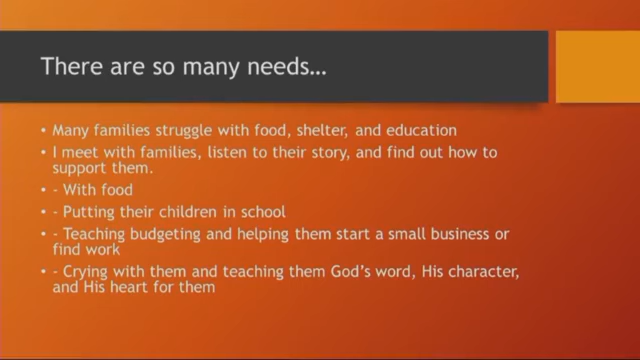 There are so many needs…
• Many families struggle with food, shelter, and education
• I meet with families, listen to their story, and find out how to
support them.
• - With food
• - Putting their children in school
• - Teaching budgeting and helping them start a small business or
find work
• - Crying with them and teaching them God's word, His character,
and His heart for them